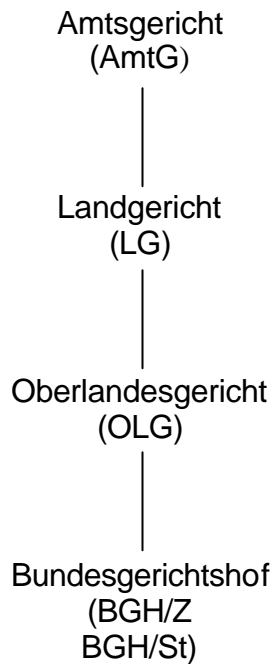 Amtsgericht
(AmtG)
Landgericht
(LG)
Oberlandesgericht
(OLG)
Bundesgerichtshof
(BGH/Z
BGH/St)